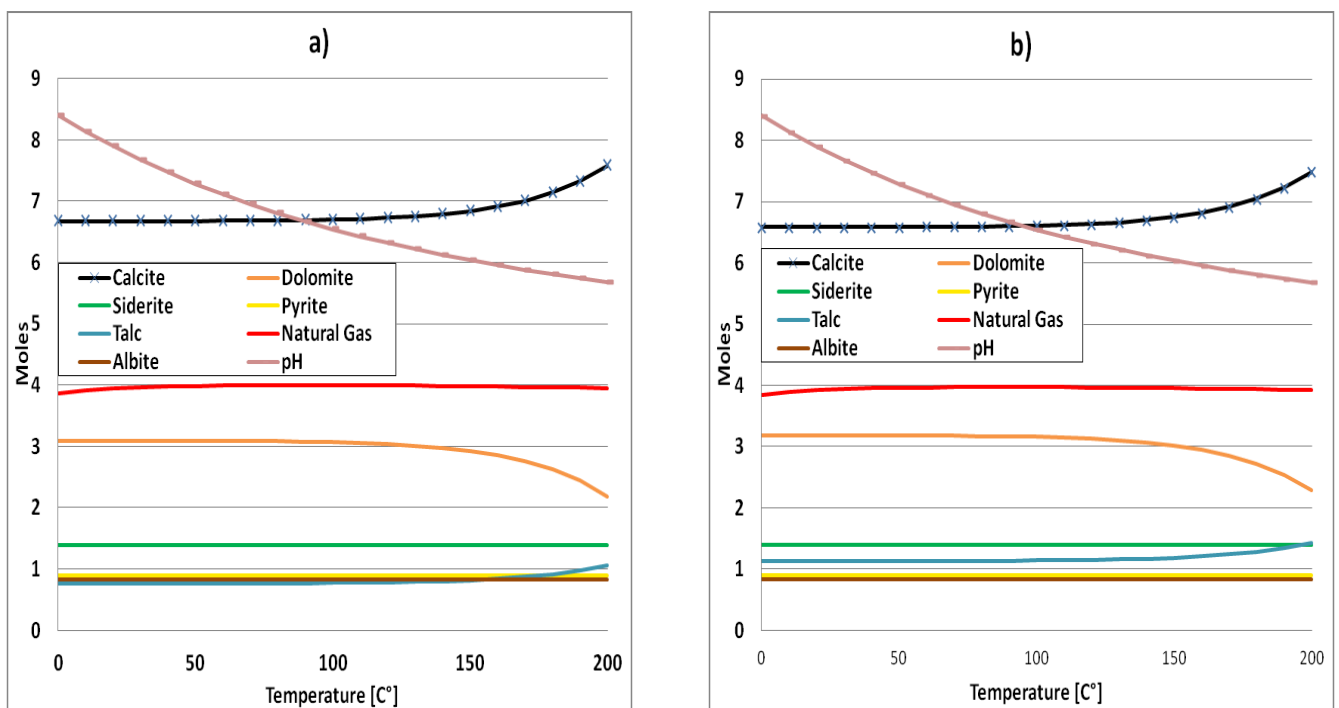 a)
9
8
7
6
5
4
3
2
1
0
Moles
Calcite Dolomite
Siderite Pyrite
Talc Natural Gas
Albite pH
0 50 100 150 200
Temperature [C°]
b)
9
8
7
6
5
4
3
2
1
0
Moles
Calcite Dolomite
Siderite Pyrite
Talc Natural Gas
Albite pH
0 50 100 150 200
Temperature [C°]